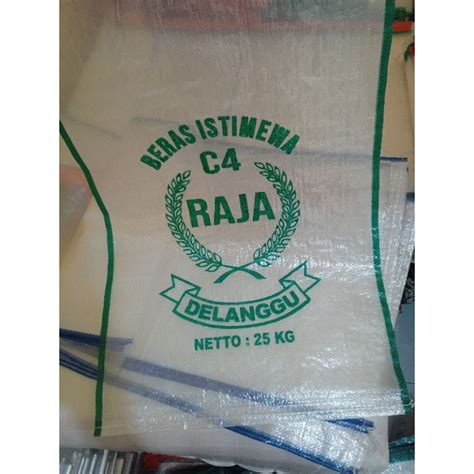 BERAS ISTIMEWA
C4
RAJA
DELANGGU
NETTO : 25 KG